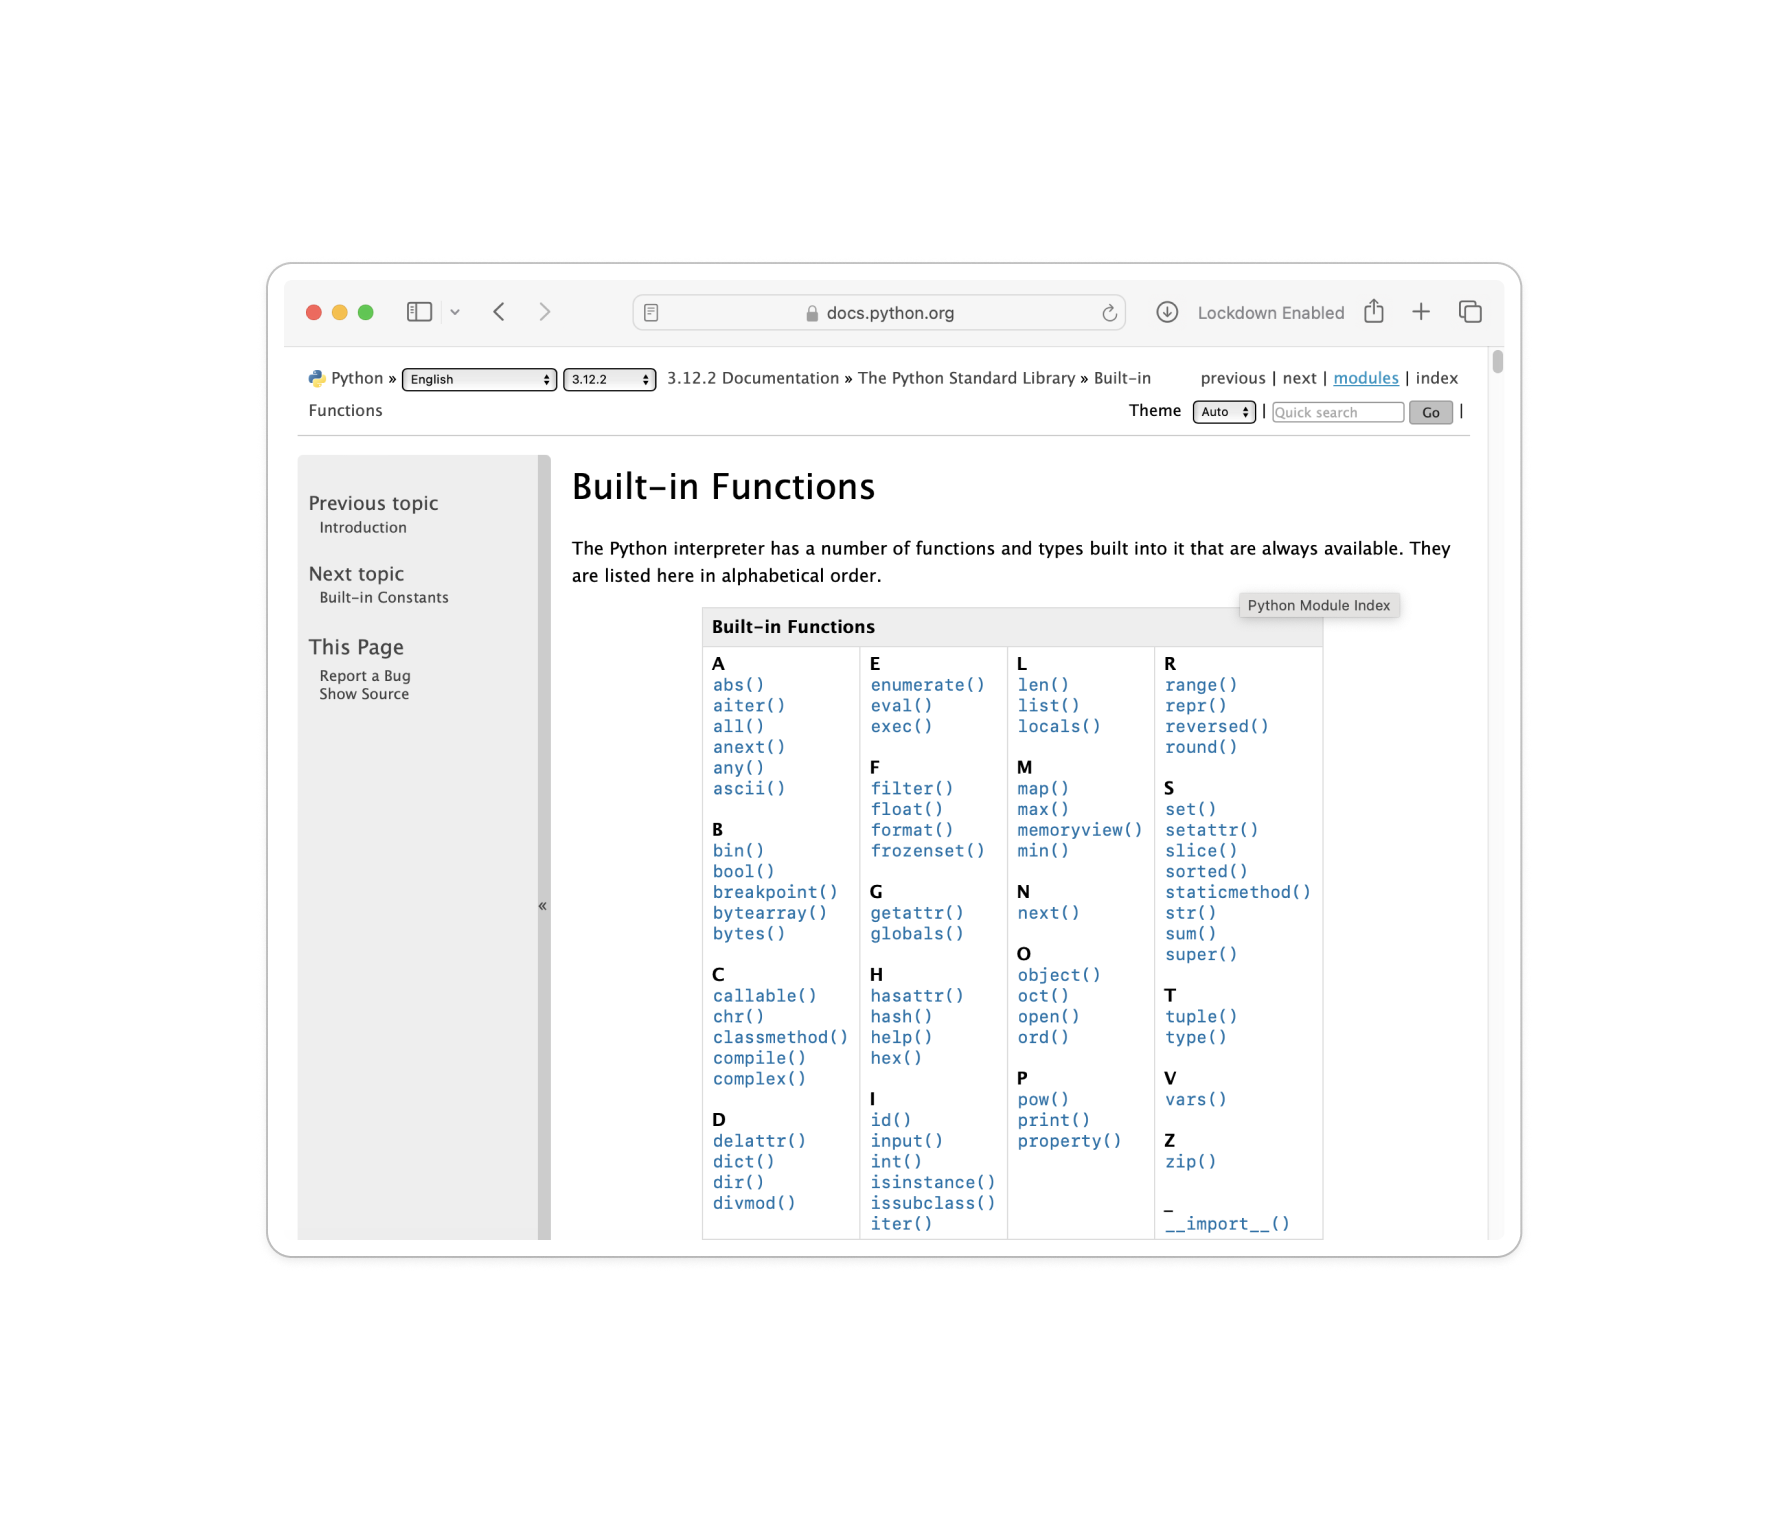 docs.python.org
Lockdown Enabled
Python » English 3.12.2 3.12.2 Documentation » The Python Standard Library » Built-in
Functions
previous | next | modules | index
Theme Auto | Quick search Go |
Previous topic
Introduction
Next topic
Built-in Constants
This Page
Report a Bug
Show Source
«
Built-in Functions
The Python interpreter has a number of functions and types built into it that are always available. They
are listed here in alphabetical order.
Python Module Index
Built-in Functions
A
abs()
aiter()
all()
anext()
any()
ascii()
B
bin()
bool()
breakpoint()
bytearray()
bytes()
C
callable()
chr()
classmethod()
compile()
complex()
D
delattr()
dict()
dir()
divmod()
E
enumerate()
eval()
exec()
F
filter()
float()
format()
frozenset()
G
getattr()
globals()
H
hasattr()
hash()
help()
hex()
I
id()
input()
int()
isinstance()
issubclass()
iter()
L
len()
list()
locals()
M
map()
max()
memoryview()
min()
N
next()
O
object()
oct()
open()
ord()
P
pow()
print()
property()
R
range()
repr()
reversed()
round()
S
set()
setattr()
slice()
sorted()
staticmethod()
str()
sum()
super()
T
tuple()
type()
V
vars()
Z
zip()
_
__import__()